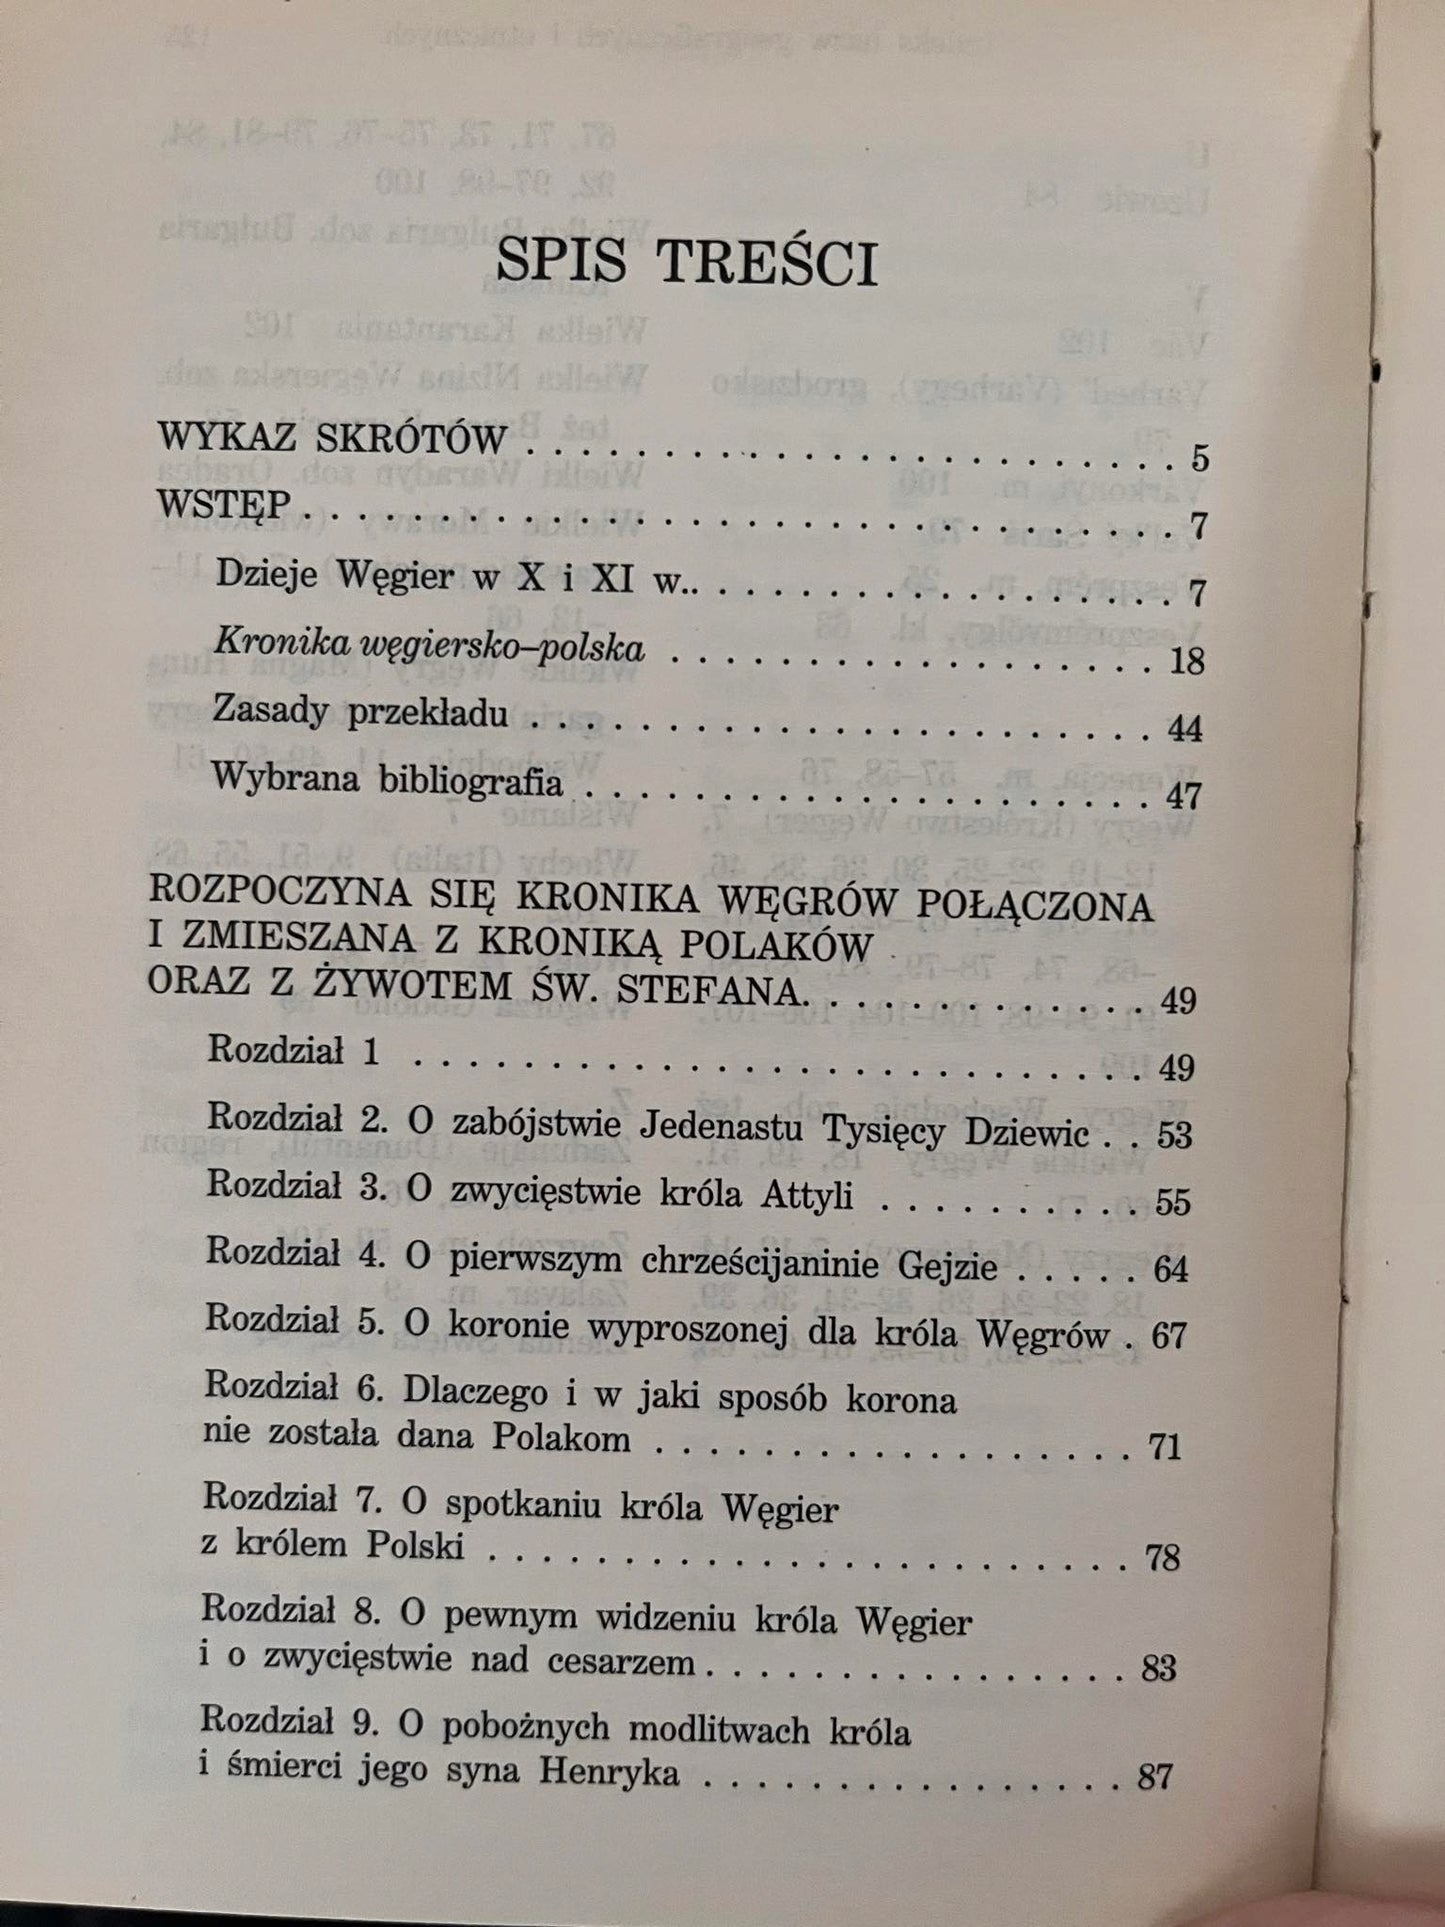 SPIS TREŚCI
WYKAZ SKRÓTÓW . . . . . . . . . . . . . . . . . . . . . . . . 5
WSTĘP . . . . . . . . . . . . . . . . . . . . . . . . . . . . . . . . 7
Dzieje Węgier w X i XI w.. . . . . . . . . . . . . . . . . . . 7
Kronika węgiersko–polska . . . . . . . . . . . . . . . . . . 18
Zasady przekładu . . . . . . . . . . . . . . . . . . . . . . . 44
Wybrana bibliografia . . . . . . . . . . . . . . . . . . . . . 47
ROZPOCZYNA SIĘ KRONIKA WĘGRÓW POŁĄCZONA
I ZMIESZANA Z KRONIKĄ POLAKÓW
ORAZ Z ŻYWOTEM ŚW. STEFANA. . . . . . . . . . . . . 49
Rozdział 1 . . . . . . . . . . . . . . . . . . . . . . . . . . . 49
Rozdział 2. O zabójstwie Jedenastu Tysięcy Dziewic . . 53
Rozdział 3. O zwycięstwie króla Attyli . . . . . . . . . . 55
Rozdział 4. O pierwszym chrześcijaninie Gejzie . . . . . 64
Rozdział 5. O koronie wyproszonej dla króla Węgrów . 67
Rozdział 6. Dlaczego i w jaki sposób korona
nie została dana Polakom . . . . . . . . . . . . . . . . . . 71
Rozdział 7. O spotkaniu króla Węgier
z królem Polski . . . . . . . . . . . . . . . . . . . . . . . . 78
Rozdział 8. O pewnym widzeniu króla Węgier
i o zwycięstwie nad cesarzem . . . . . . . . . . . . . . . . 83
Rozdział 9. O pobożnych modlitwach króla
i śmierci jego syna Henryka . . . . . . . . . . . . . . . . 87